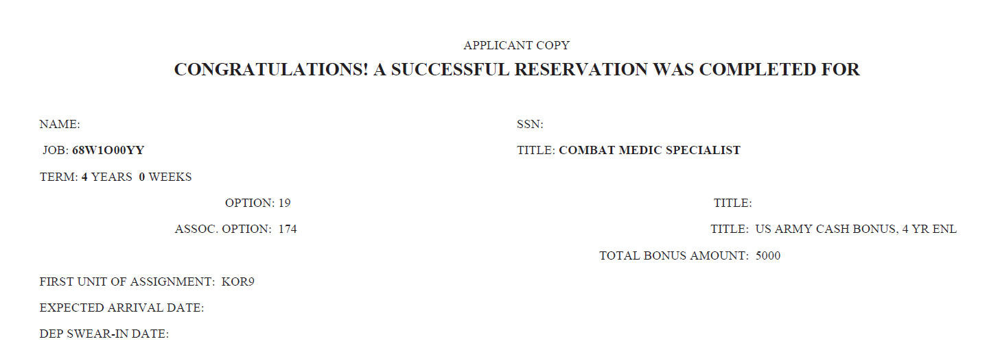 APPLICANT COPY
CONGRATULATIONS! A SUCCESSFUL RESERVATION WAS COMPLETED FOR
NAME: SSN:
JOB: 68W1O00YY TITLE: COMBAT MEDIC SPECIALIST
TERM: 4 YEARS 0 WEEKS
OPTION: 19 TITLE:
ASSOC. OPTION: 174 TITLE: US ARMY CASH BONUS, 4 YR ENL
TOTAL BONUS AMOUNT: 5000
FIRST UNIT OF ASSIGNMENT: KOR9
EXPECTED ARRIVAL DATE:
DEP SWEAR-IN DATE: